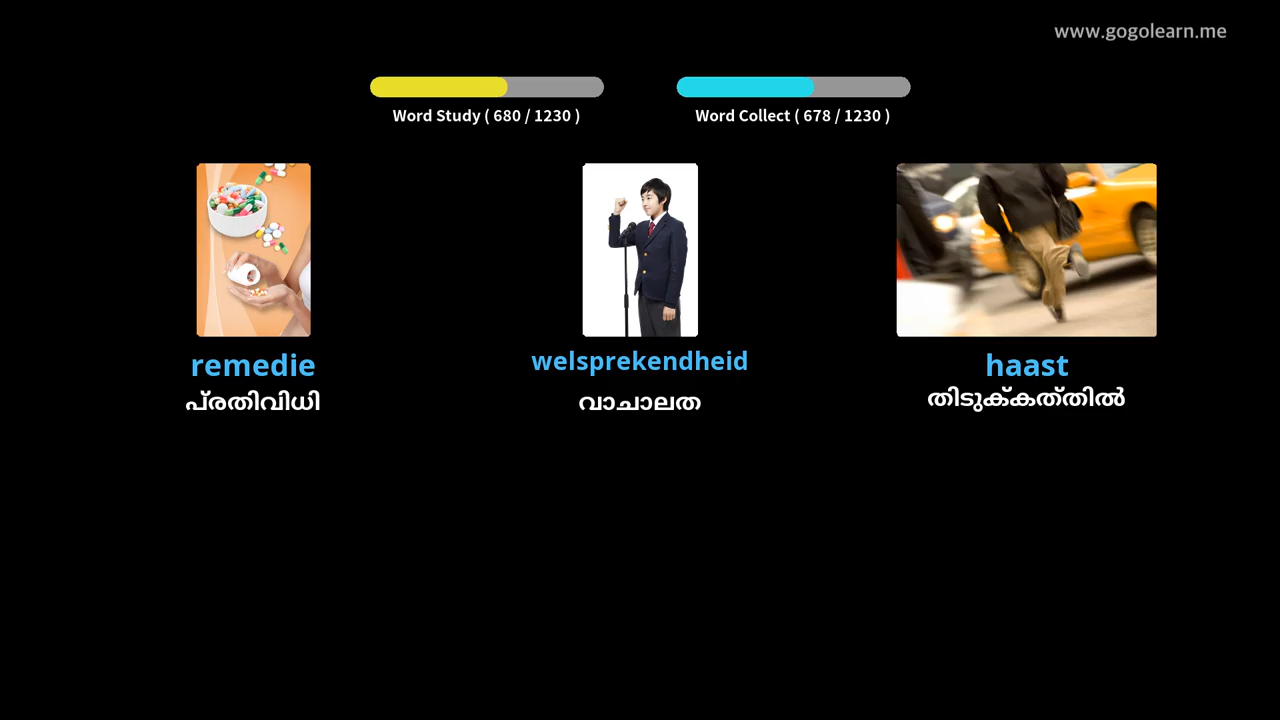 www.gogolearn.me
Word Study ( 680 / 1230 )
Word Collect ( 678 / 1230 )
remedie
welsprekendheid
haast
പ്രതിവിധി
വാചാലത
തിടുക്കത്തിൽ